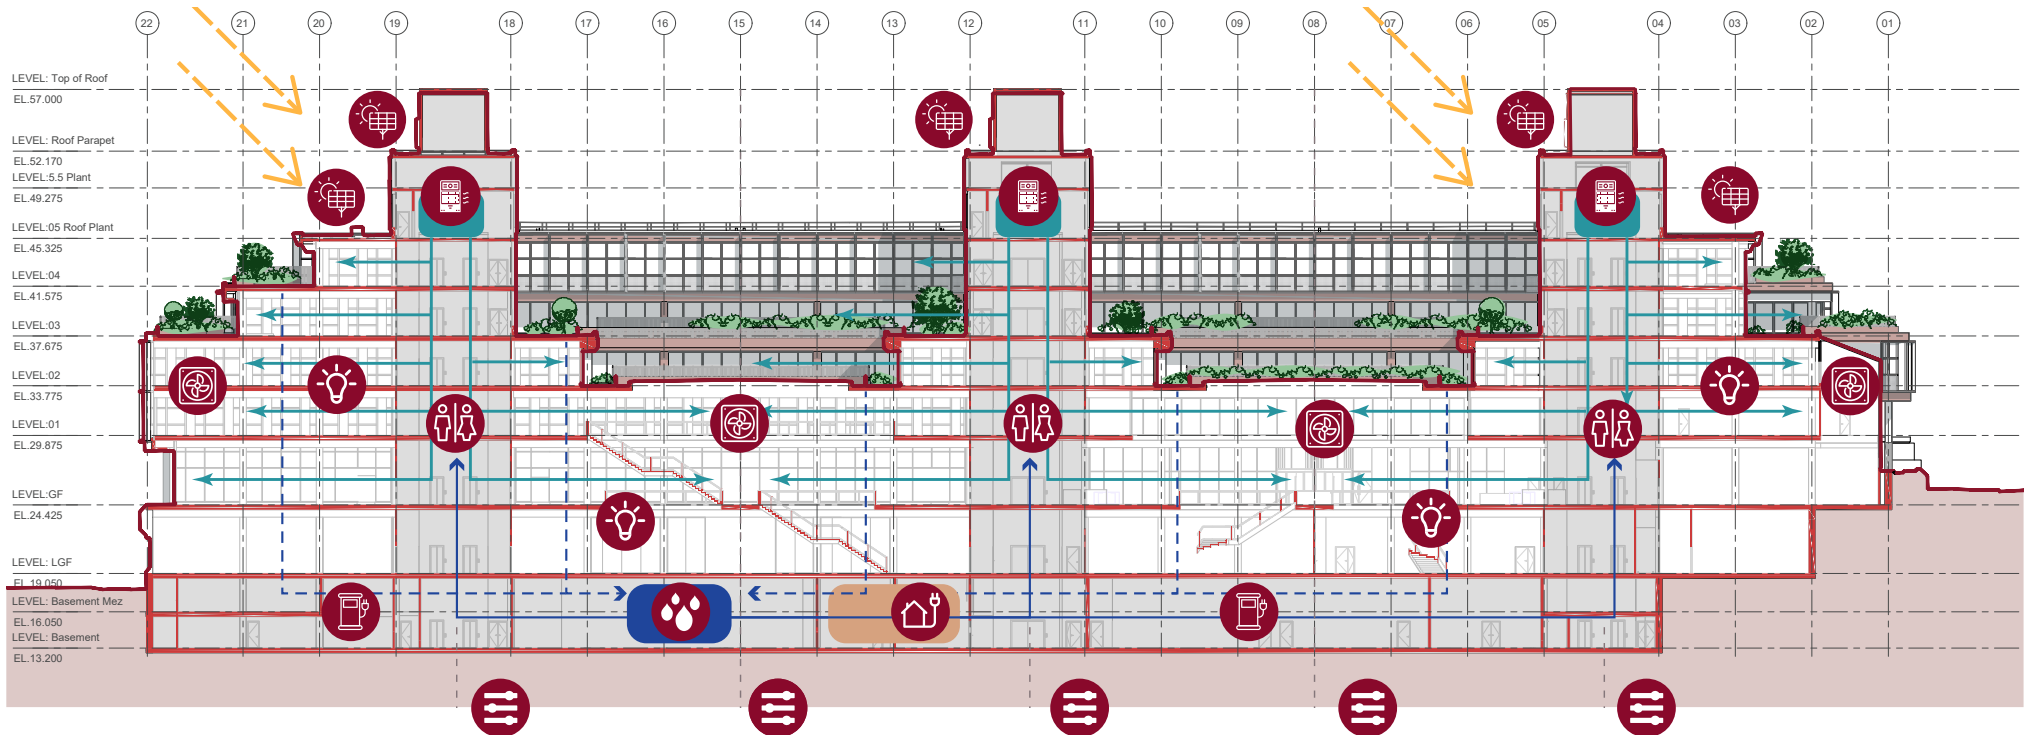 22 21 20 19 18 17 16 15 14 13 12 11 10 09 08 07 06 05 04 03 02 01
LEVEL: Top of Roof
EL.57.000
LEVEL: Roof Parapet
EL.52.170
LEVEL:5.5 Plant
EL.49.275
LEVEL:05 Roof Plant
EL.45.325
LEVEL:04
EL.41.575
LEVEL:03
EL.37.675
LEVEL:02
EL.33.775
LEVEL:01
EL.29.875
LEVEL:GF
EL.24.425
LEVEL: LGF
EL.19.050
LEVEL: Basement Mez
EL.16.050
LEVEL: Basement
EL.13.200